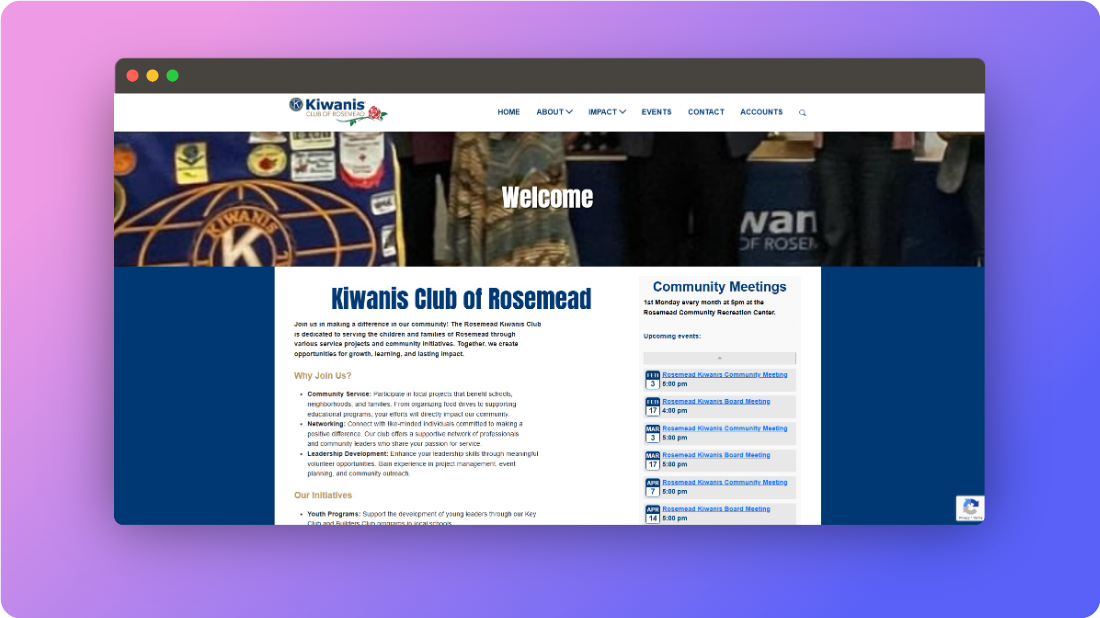 Kiwanis
CLUB OF ROSEMEAD
HOME ABOUT IMPACT EVENTS CONTACT ACCOUNTS
KIWANIS
K
wan
OF ROSEM
Welcome
Kiwanis Club of Rosemead
Join us in making a difference in our community! The Rosemead Kiwanis Club
is dedicated to serving the children and families of Rosemead through
various service projects and community initiatives. Together, we create
opportunities for growth, learning, and lasting impact.
Why Join Us?
• Community Service: Participate in local projects that benefit schools,
neighborhoods, and families. From organizing food drives to supporting
educational programs, your efforts will directly impact our community.
• Networking: Connect with like-minded individuals committed to making a
positive difference. Our club offers a supportive network of professionals
and community leaders who share your passion for service.
• Leadership Development: Enhance your leadership skills through meaningful
volunteer opportunities. Gain experience in project management, event
planning, and community outreach.
Our Initiatives
• Youth Programs: Support the development of young leaders through our Key
Club and Builders Club programs in local schools.
Community Meetings
1st Monday every month at 5pm at the
Rosemead Community Recreation Center.
Upcoming events:
FEB
3
Rosemead Kiwanis Community Meeting
5:00 pm
FEB
17
Rosemead Kiwanis Board Meeting
4:00 pm
MAR
3
Rosemead Kiwanis Community Meeting
5:00 pm
MAR
17
Rosemead Kiwanis Board Meeting
5:00 pm
APR
7
Rosemead Kiwanis Community Meeting
5:00 pm
APR
14
Rosemead Kiwanis Board Meeting
5:00 pm